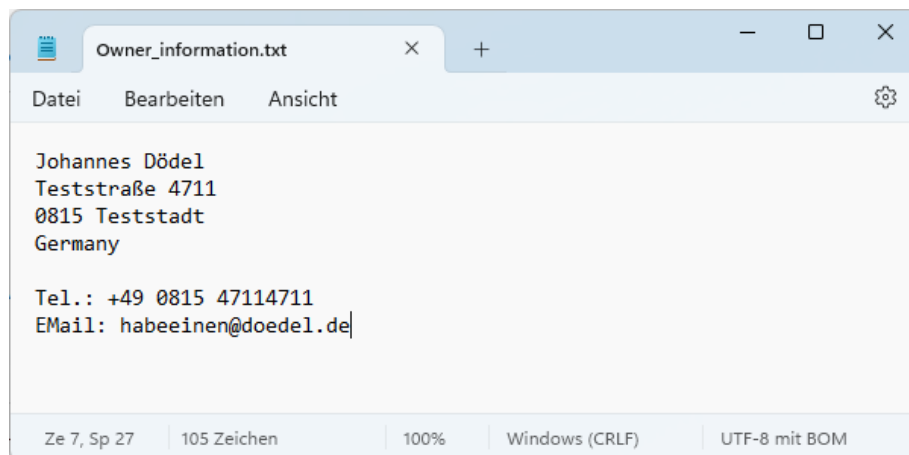 Owner_information.txt
Datei Bearbeiten Ansicht
Johannes Dödel
Teststraße 4711
0815 Teststadt
Germany
Tel.: +49 0815 47114711
EMail: habeeinen@doedel.de
Ze 7, Sp 27 105 Zeichen 100% Windows (CRLF) UTF-8 mit BOM